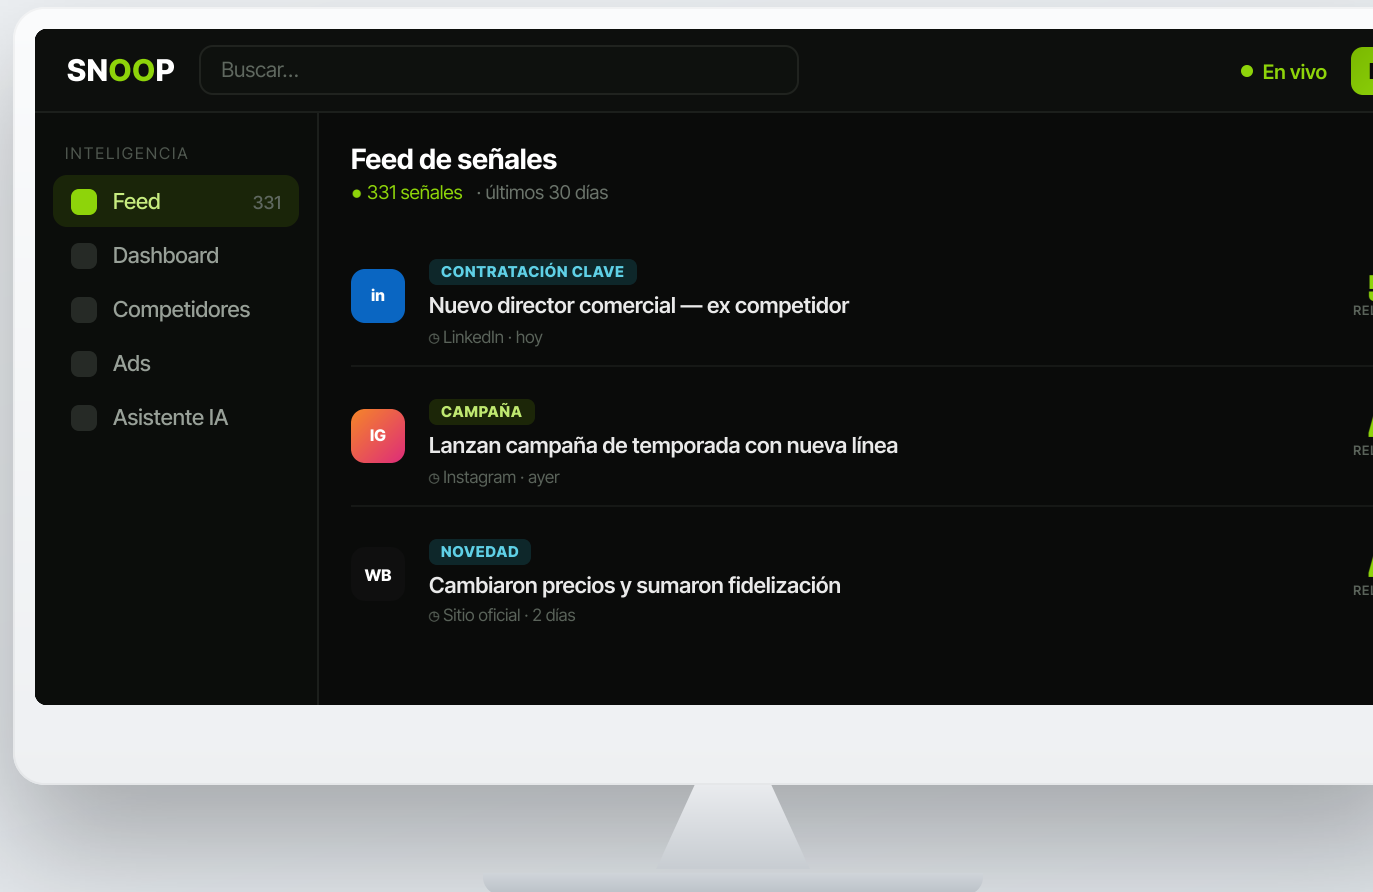 SNOOP
Buscar...
En vivo
INTELIGENCIA
Feed 331
Dashboard
Competidores
Ads
Asistente IA
Feed de señales
331 señales · últimos 30 días
in
CONTRATACIÓN CLAVE
Nuevo director comercial — ex competidor
LinkedIn · hoy
IG
CAMPAÑA
Lanzan campaña de temporada con nueva línea
Instagram · ayer
WB
NOVEDAD
Cambiaron precios y sumaron fidelización
Sitio oficial · 2 días